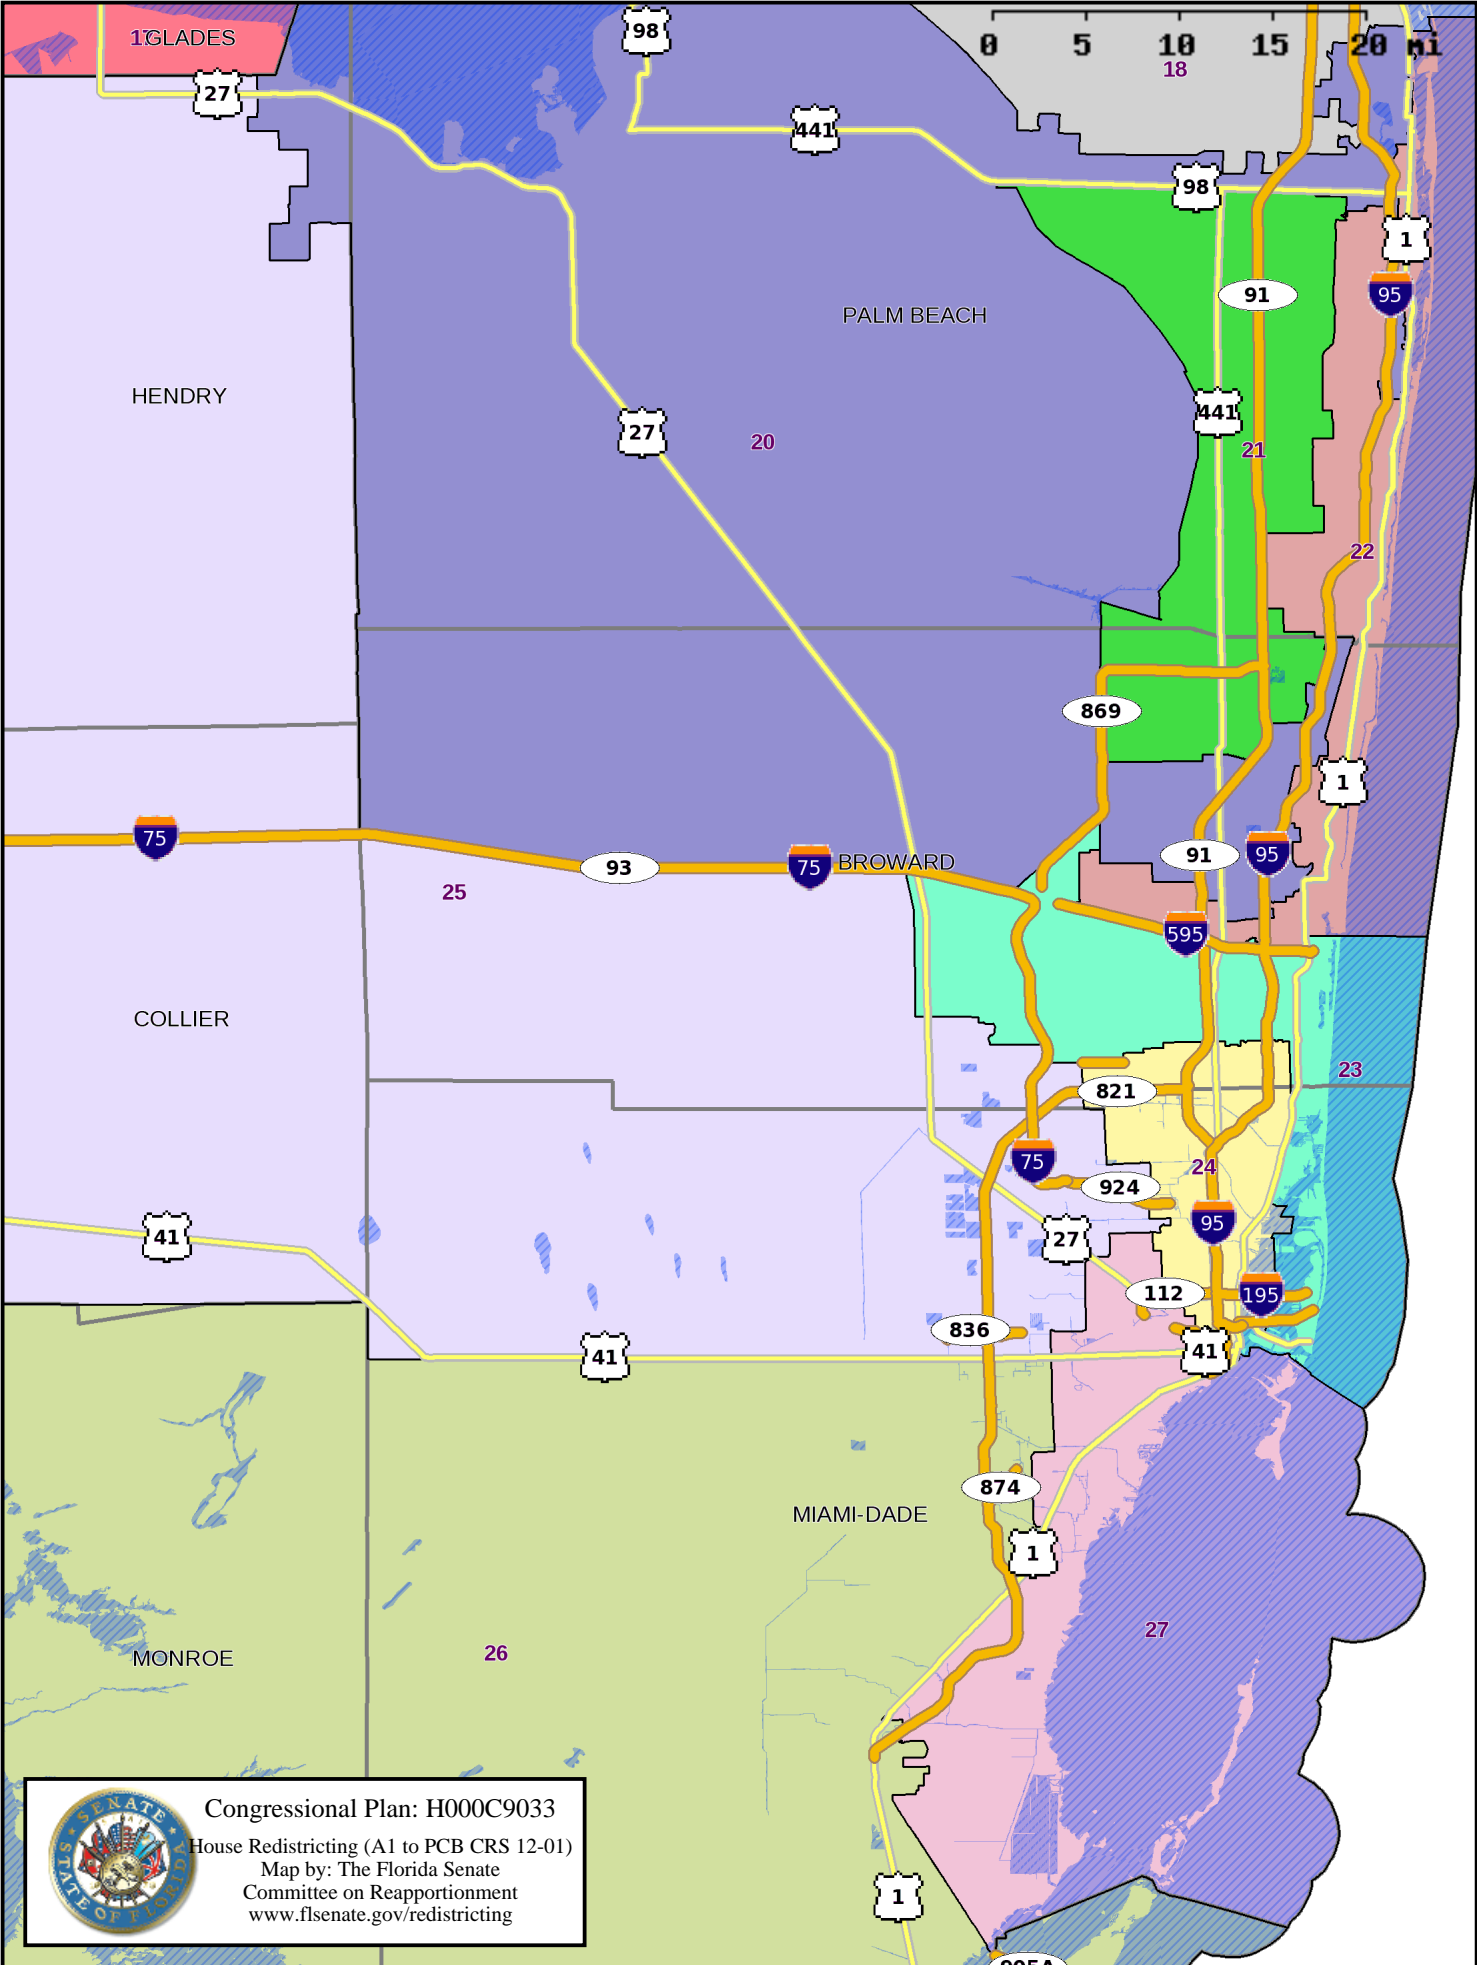 0 5 10 15 20 mi
17
GLADES
98
18
27
441
98
1
91
95
PALM BEACH
HENDRY
441
27
20
21
22
869
1
75
93
75
BROWARD
91
95
25
595
COLLIER
23
821
75
924
24
95
41
27
112
195
836
41
41
874
MIAMI-DADE
1
27
26
MONROE
Congressional Plan: H000C9033
House Redistricting (A1 to PCB CRS 12-01)
Map by: The Florida Senate
Committee on Reapportionment
www.flsenate.gov/redistricting
SENATE
STATE OF FLORIDA
1